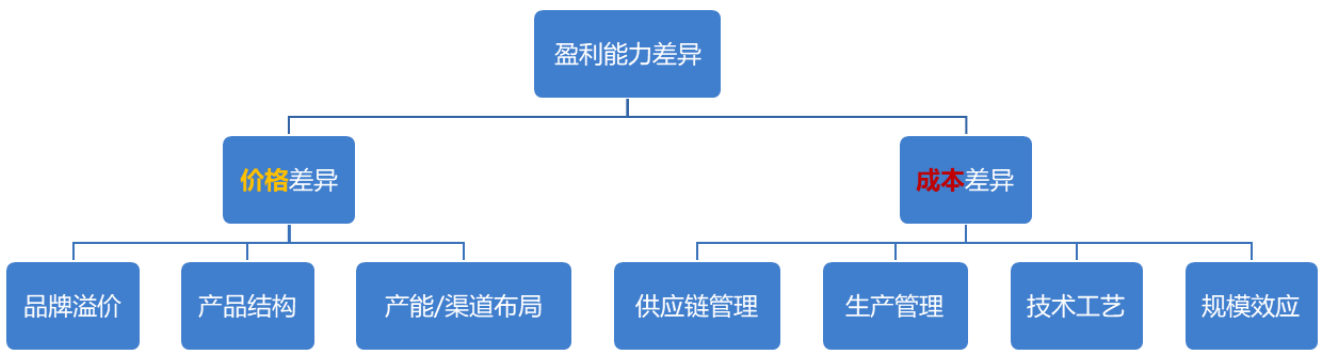 盈利能力差异
价格差异
成本差异
品牌溢价
产品结构
产能/渠道布局
供应链管理
生产管理
技术工艺
规模效应